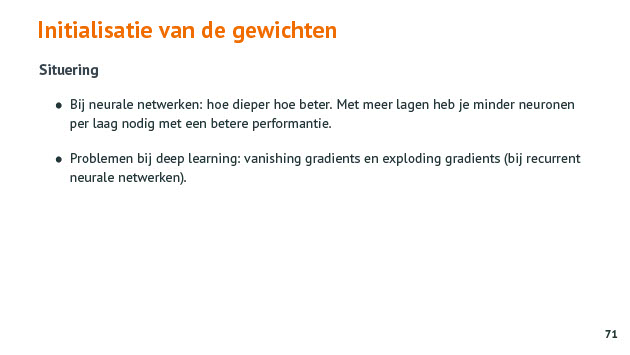 Initialisatie van de gewichten
Situering
● Bij neurale netwerken: hoe dieper hoe beter. Met meer lagen heb je minder neuronen
per laag nodig met een betere performantie.
● Problemen bij deep learning: vanishing gradients en exploding gradients (bij recurrent
neurale netwerken).
71